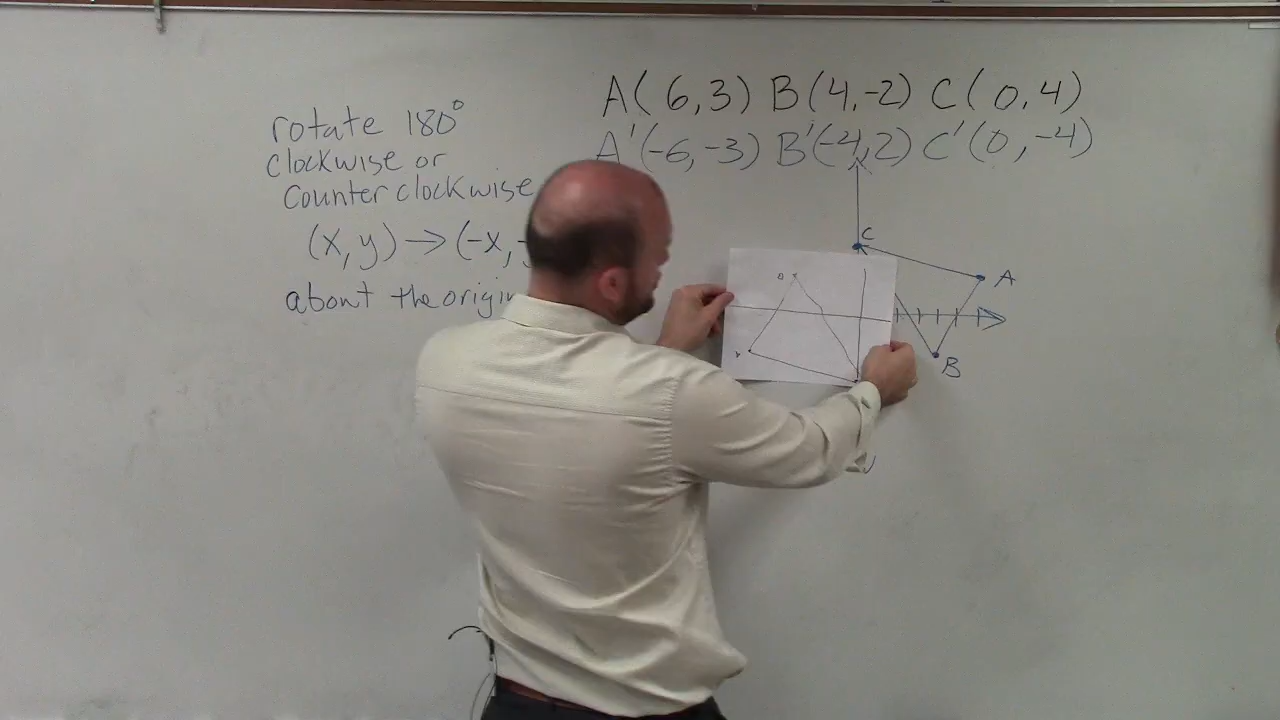 A(6,3) B(4,-2) C(0,4)
A'(-6,-3) B'(-4,2) C'(0,-4)
rotate 180°
clockwise or
Counter clockwise
(x,y)→(-x,-
about the origin
C
A
B